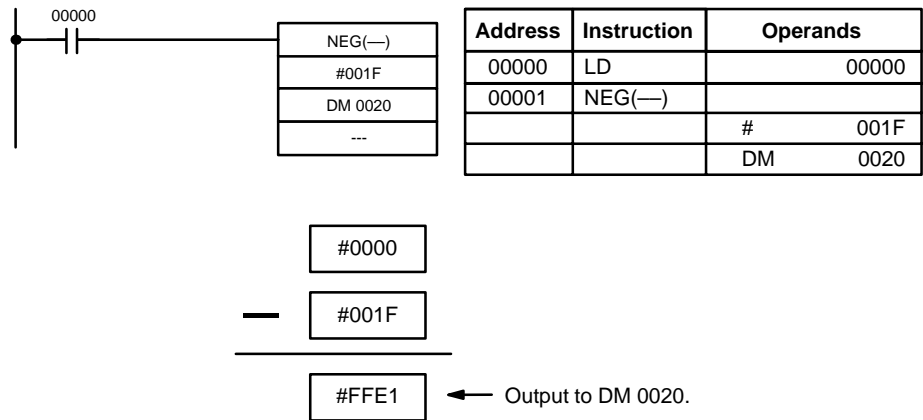 00000
NEG(—)
#001F
DM 0020
---
Address Instruction Operands
00000 LD 00000
00001 NEG(—)
# 001F
DM 0020
#0000
— #001F
#FFE1 Output to DM 0020.